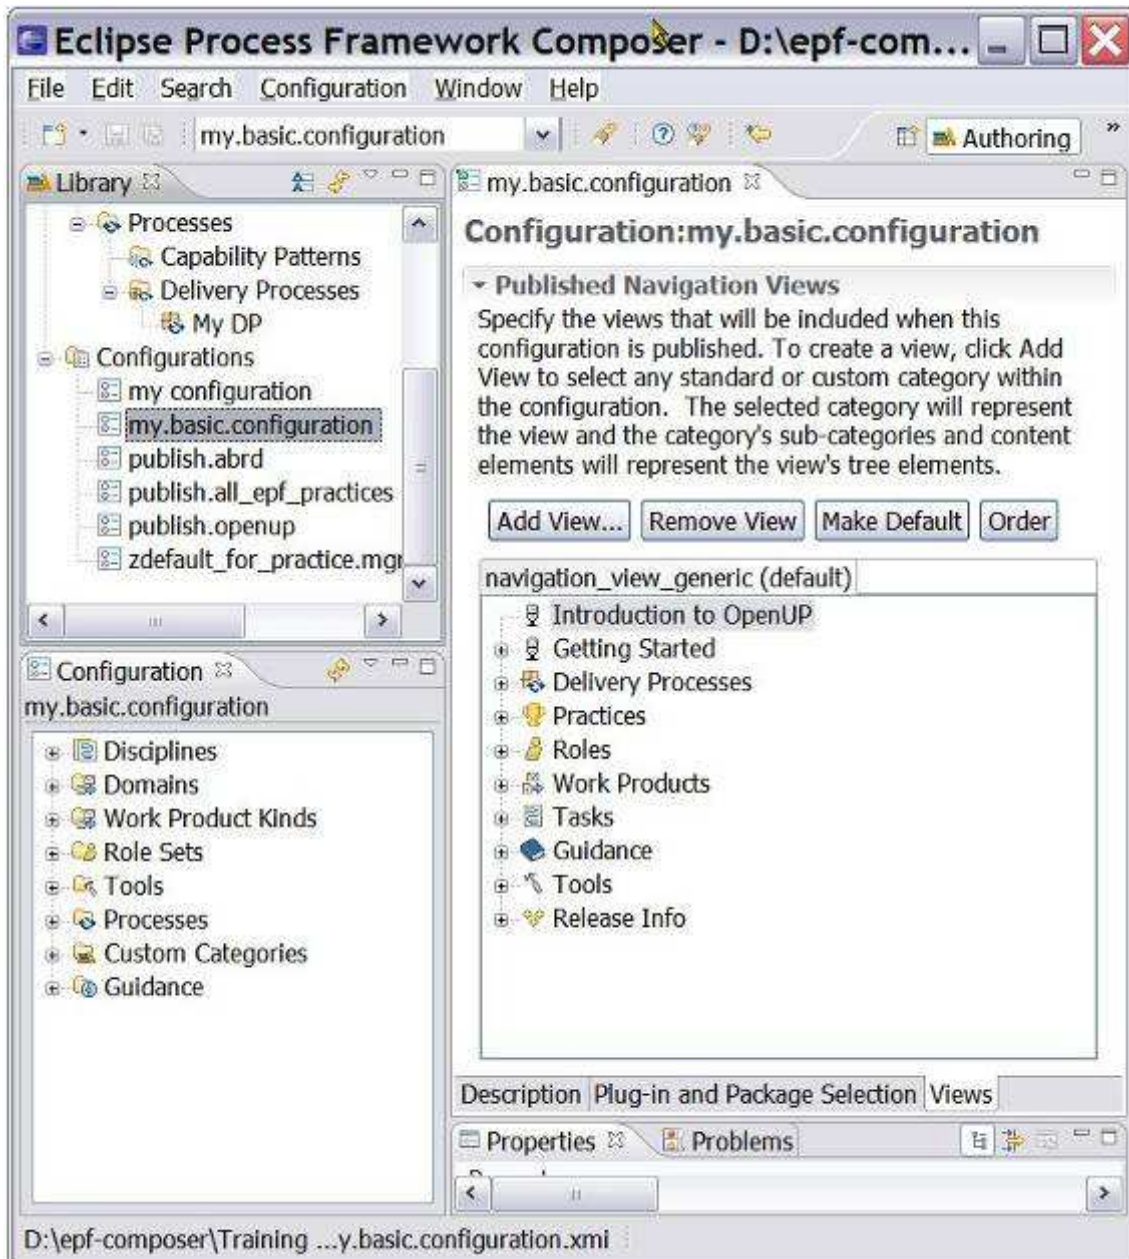 Eclipse Process Framework Composer - D:\epf-com...
File Edit Search Configuration Window Help
my.basic.configuration
Authoring
»
Library
Processes
Capability Patterns
Delivery Processes
My DP
Configurations
my configuration
my.basic.configuration
publish.abrd
publish.all_epf_practices
publish.openup
zdefault_for_practice.mgr
Configuration
my.basic.configuration
Disciplines
Domains
Work Product Kinds
Role Sets
Tools
Processes
Custom Categories
Guidance
my.basic.configuration
Configuration:my.basic.configuration
Published Navigation Views
Specify the views that will be included when this
configuration is published. To create a view, click Add
View to select any standard or custom category within
the configuration. The selected category will represent
the view and the category's sub-categories and content
elements will represent the view's tree elements.
Add View... Remove View Make Default Order
navigation_view_generic (default)
Introduction to OpenUP
Getting Started
Delivery Processes
Practices
Roles
Work Products
Tasks
Guidance
Tools
Release Info
Description Plug-in and Package Selection Views
Properties Problems
D:\epf-composer\Training ...y.basic.configuration.xmi